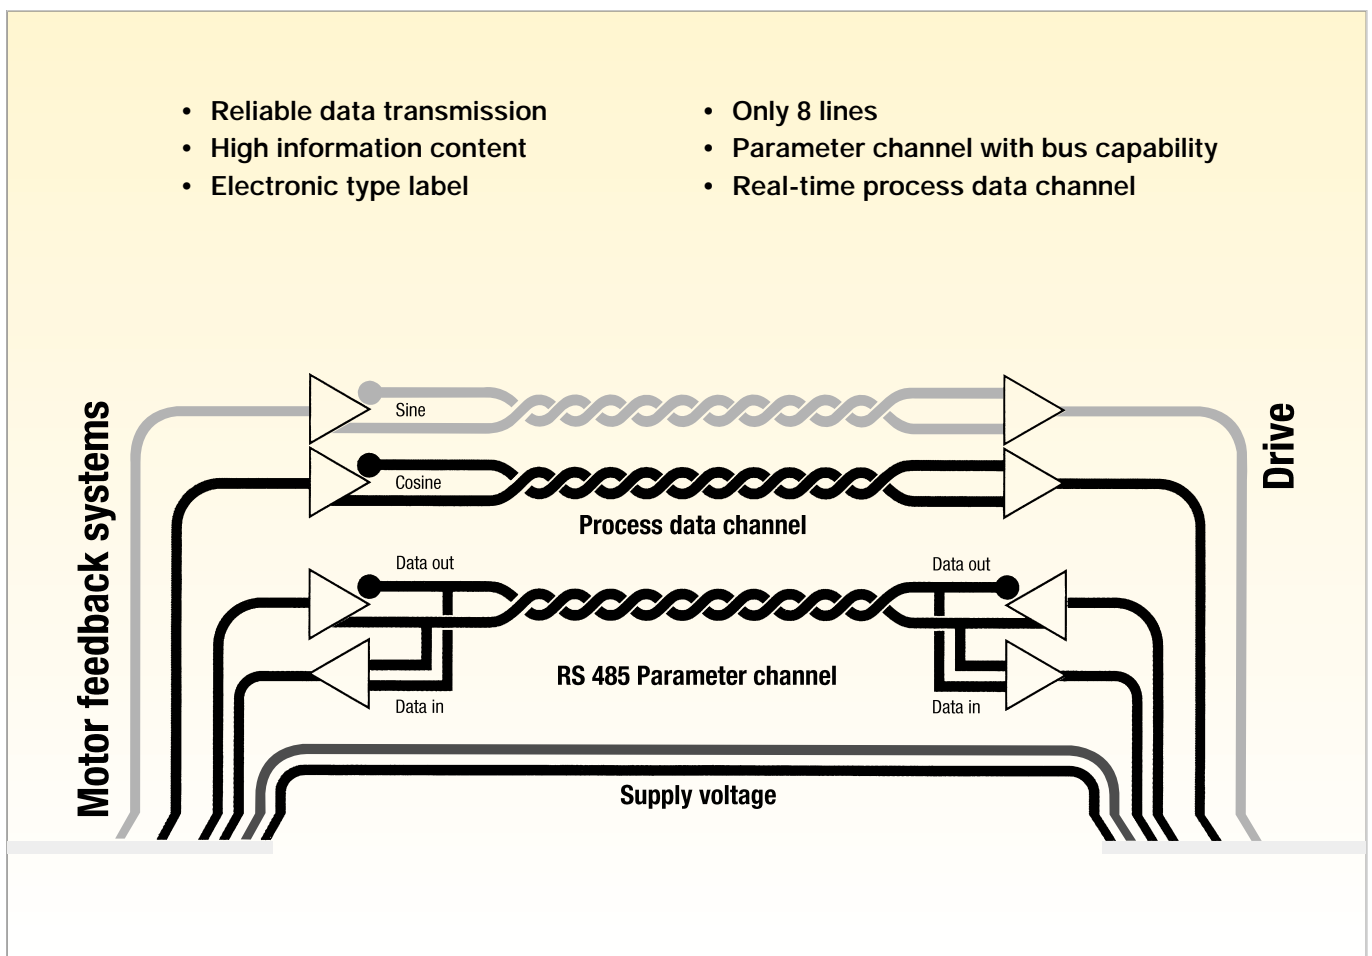 • Reliable data transmission
• High information content
• Electronic type label
• Only 8 lines
• Parameter channel with bus capability
• Real-time process data channel
Motor feedback systems
Drive
Sine
Cosine
Process data channel
Data out
Data out
RS 485 Parameter channel
Data in
Data in
Supply voltage